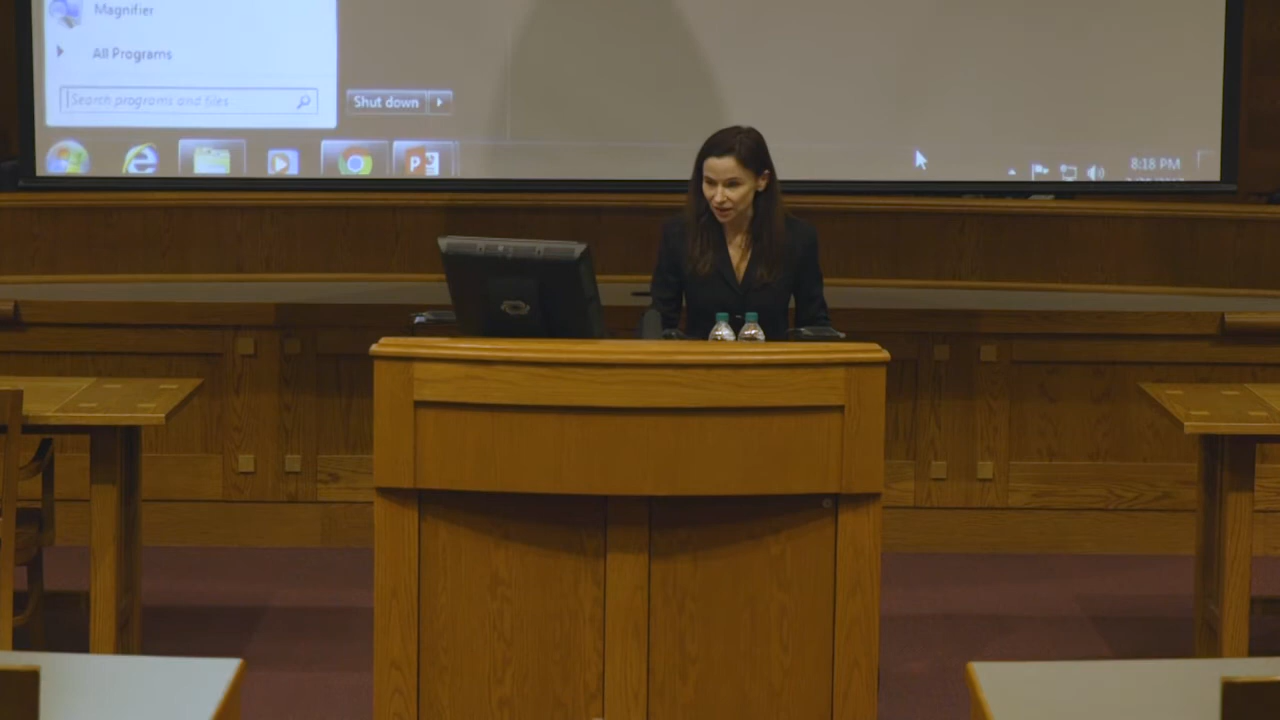 Magnifier
All Programs
Search programs and files
Shut down
8:18 PM